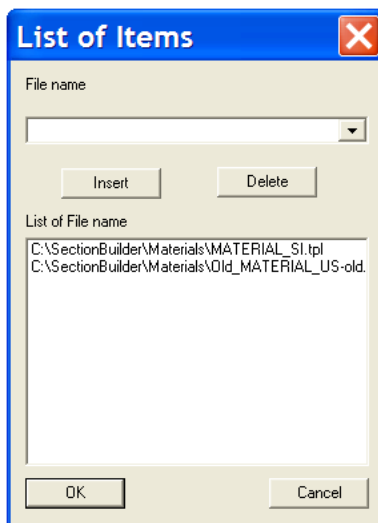 List of Items
File name
Insert
Delete
List of File name
C:\SectionBuilder\Materials\MATERIAL_SI.tpl
C:\SectionBuilder\Materials\Old_MATERIAL_US-old.
OK
Cancel